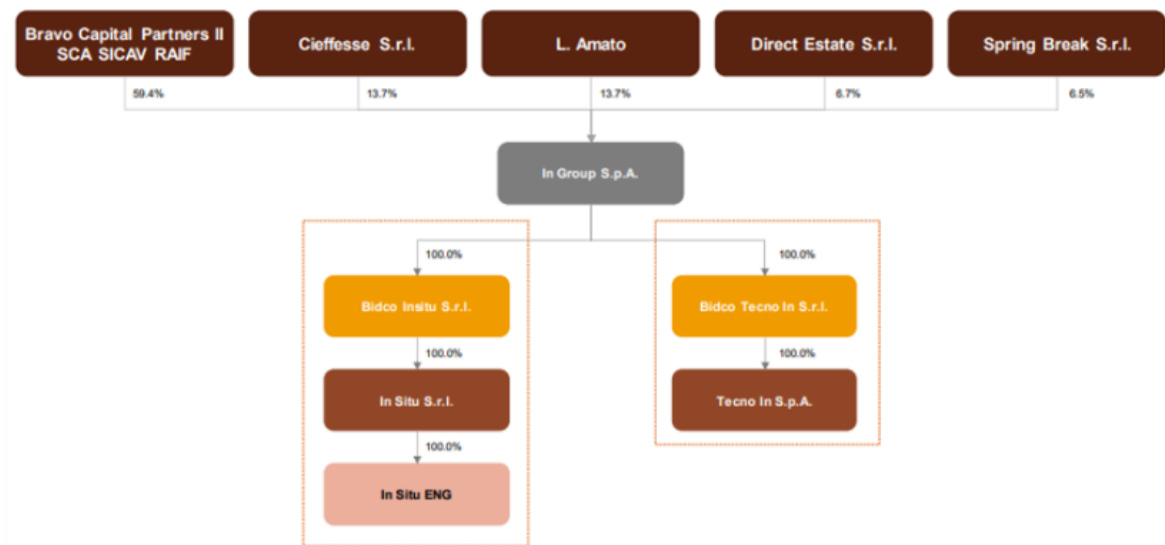 Bravo Capital Partners II
SCA SICAV RAIF
Cieffesse S.r.l.
L. Amato
Direct Estate S.r.l.
Spring Break S.r.l.
59.4%
13.7%
13.7%
6.7%
6.5%
In Group S.p.A.
100.0%
100.0%
Bidco Insitu S.r.l.
Bidco Tecno In S.r.l.
100.0%
100.0%
In Situ S.r.l.
Tecno In S.p.A.
100.0%
In Situ ENG